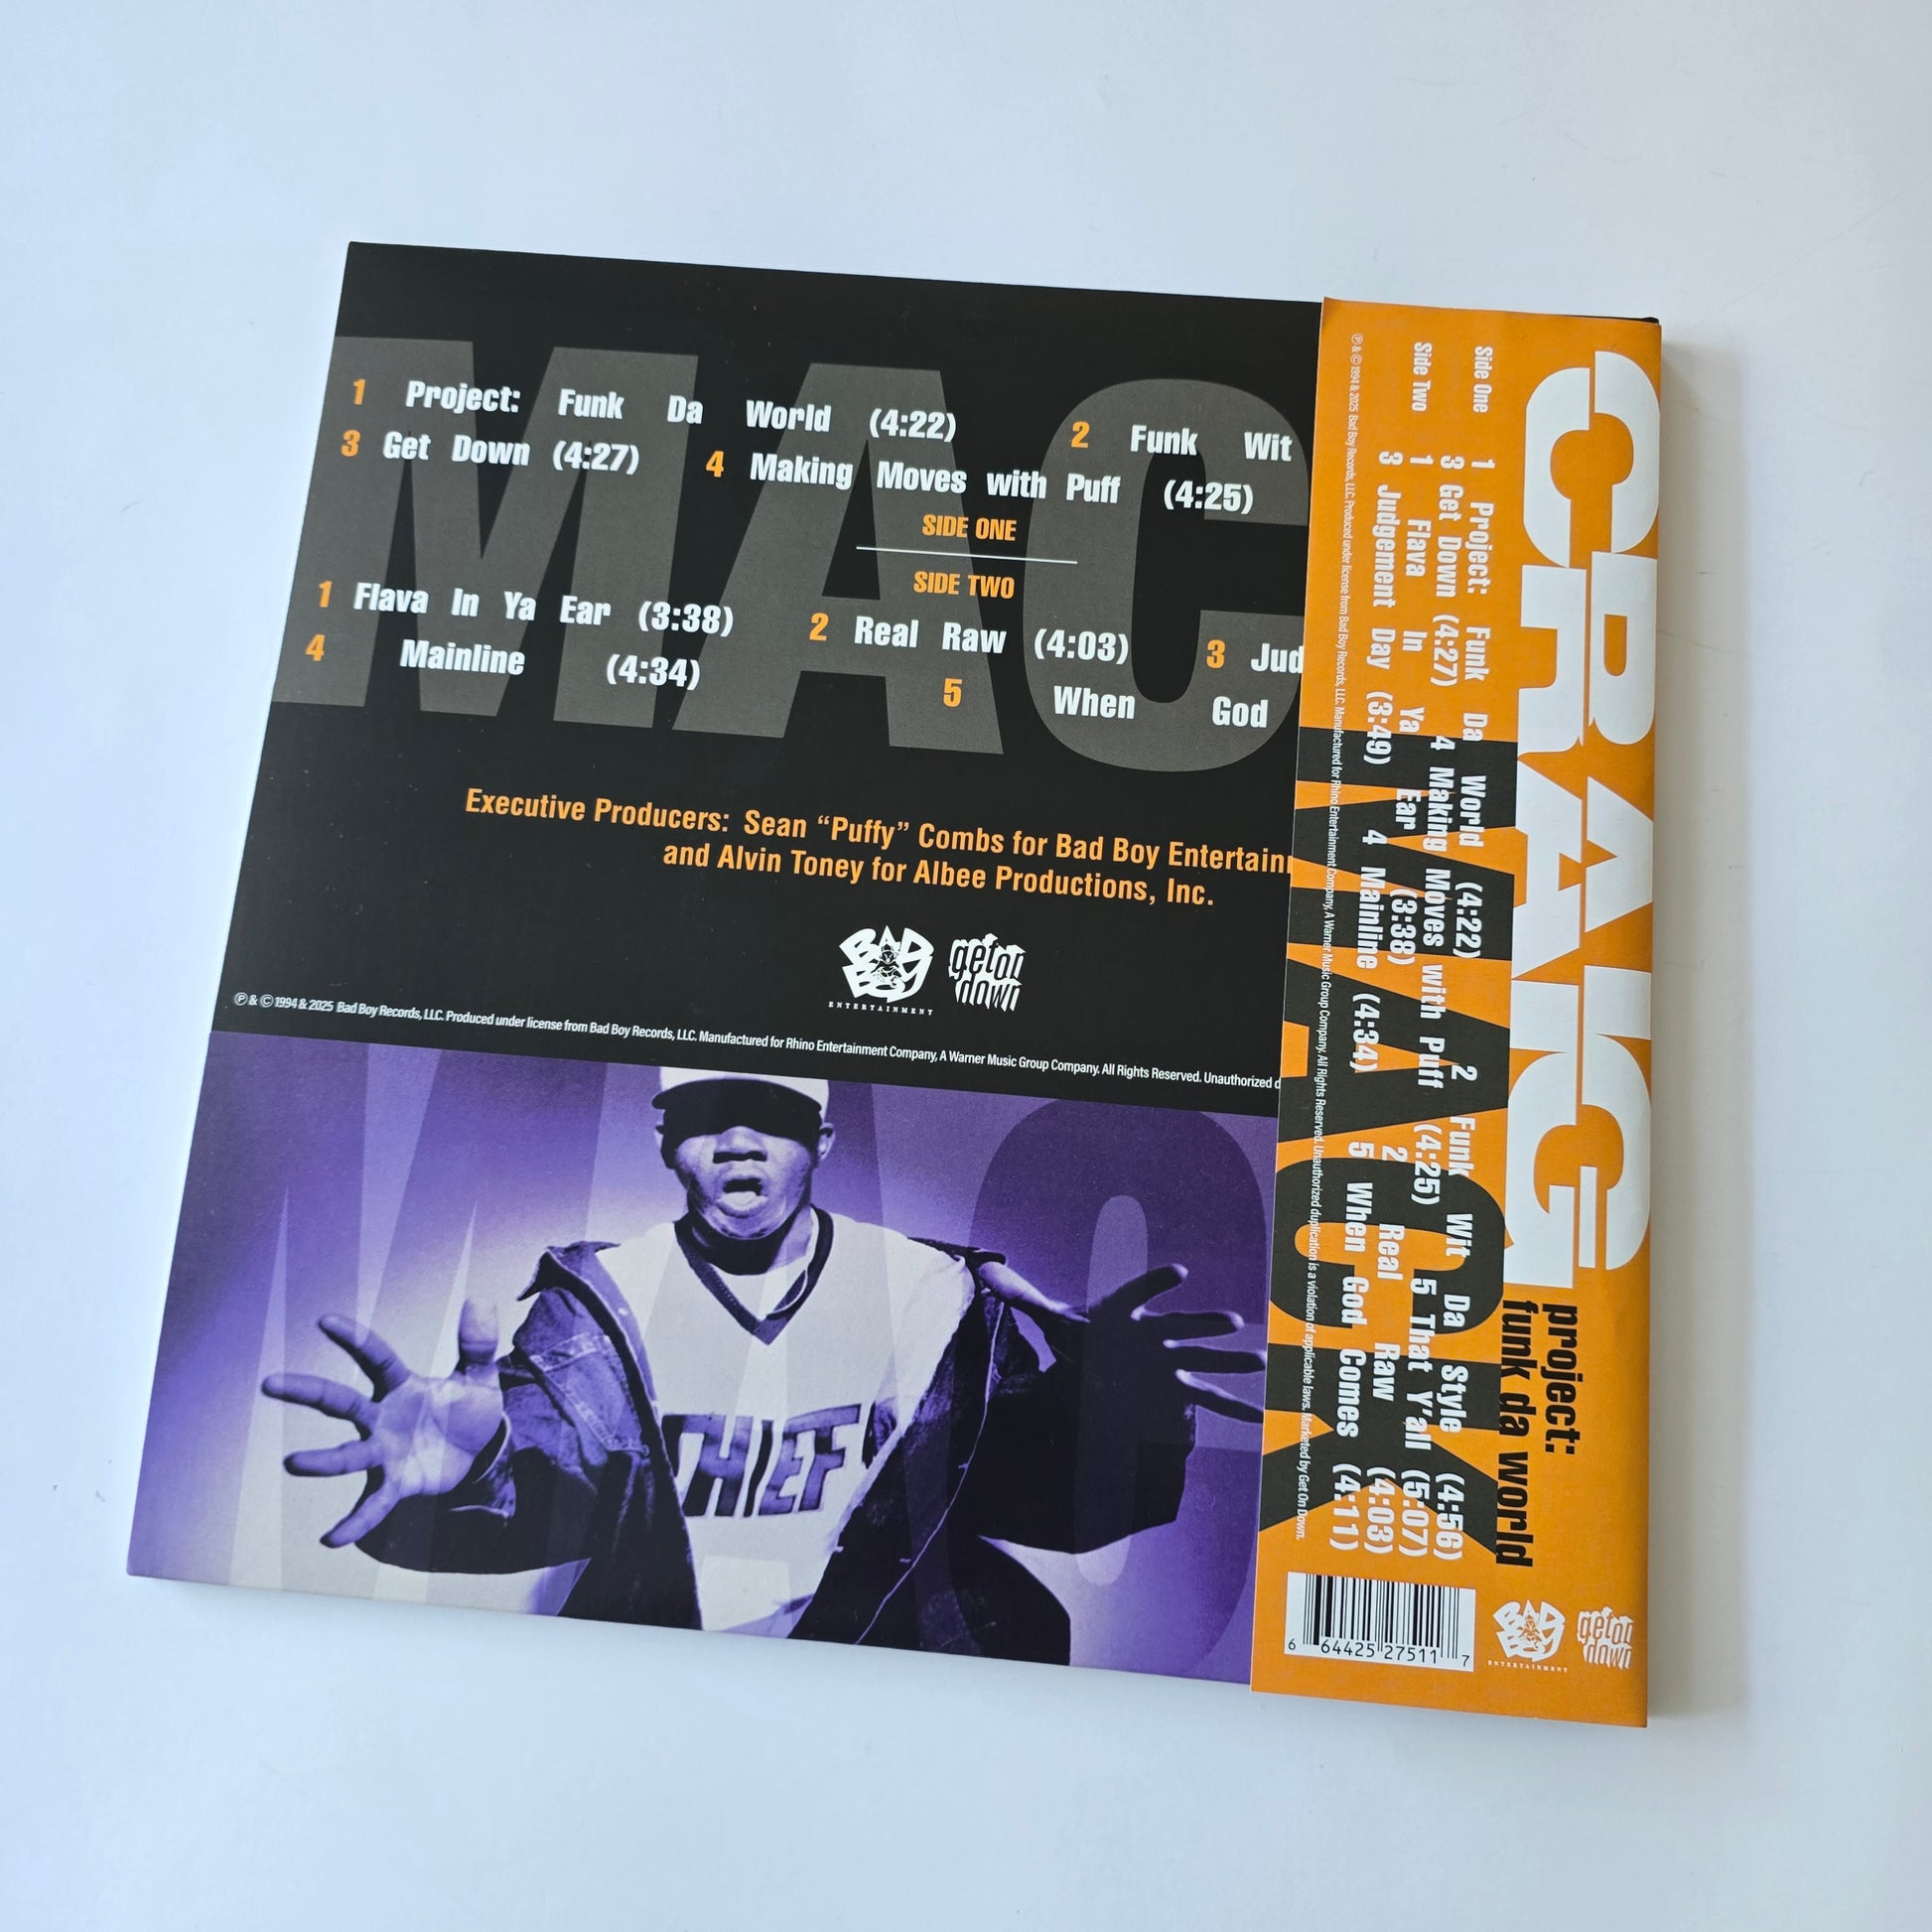 MAC
1 Project: Funk Da World (4:22) 2 Funk Wit
3 Get Down (4:27) 4 Making Moves with Puff (4:25)
SIDE ONE
SIDE TWO
1 Flava In Ya Ear (3:38) 2 Real Raw (4:03) 3 Jud
4 Mainline (4:34) 5 When God
Executive Producers: Sean “Puffy” Combs for Bad Boy Entertain
and Alvin Toney for Albee Productions, Inc.
BAD BOY
ENTERTAINMENT
get on down
℗ & © 1994 & 2025 Bad Boy Records, LLC. Produced under license from Bad Boy Records, LLC. Manufactured for Rhino Entertainment Company, A Warner Music Group Company. All Rights Reserved. Unauthorized
MAC
CHIEF
CRAIG
MACK
project:
funk da world
Side One 1 Project: Funk Da World (4:22) 2 Funk Wit Da Style (4:56)
3 Get Down (4:27) 4 Making Moves with Puff (4:25) 5 That Y'all (5:07)
Side Two 1 Flava In Ya Ear (3:38) 2 Real Raw (4:03)
3 Judgement Day (3:49) 4 Mainline (4:34) 5 When God Comes (4:11)
℗ & © 1994 & 2025 Bad Boy Records, LLC. Produced under license from Bad Boy Records, LLC. Manufactured for Rhino Entertainment Company, A Warner Music Group Company. All Rights Reserved. Unauthorized duplication is a violation of applicable laws. Marketed by Get On Down.
6 64425 27511 7
BAD BOY
ENTERTAINMENT
get on down